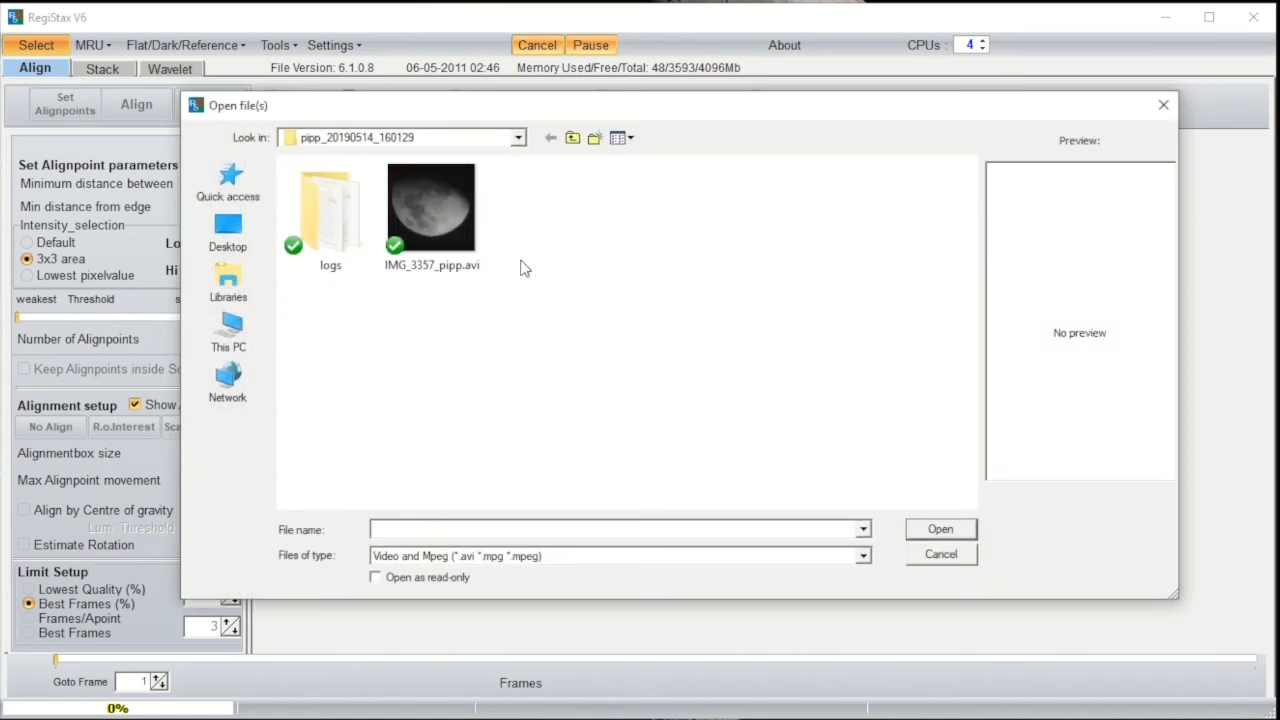 RegiStax V6
Select MRU Flat/Dark/Reference Tools Settings Cancel Pause About CPUs : 4
Align Stack Wavelet File Version: 6.1.0.8 06-05-2011 02:46 Memory Used/Free/Total: 48/3593/4096Mb
Set Alignpoints
Align
Set Alignpoint parameters
Minimum distance between
Min distance from edge
Intensity_selection
Default Lo
3x3 area
Lowest pixelvalue Hi
weakest Threshold s
Number of Alignpoints
Keep Alignpoints inside Sc
Alignment setup Show
No Align R.o.Interest Sca
Alignmentbox size
Max Alignpoint movement
Align by Centre of gravity
Lum. Threshold
Estimate Rotation
Limit Setup
Lowest Quality (%)
Best Frames (%)
Frames/Apoint
Best Frames 3
Open file(s)
Look in: pipp_20190514_160129
Preview:
Quick access
Desktop
Libraries
This PC
Network
logs
IMG_3357_pipp.avi
No preview
File name: Open
Files of type: Video and Mpeg (*.avi *.mpg *.mpeg) Cancel
Open as read-only
Goto Frame 1 Frames
0%